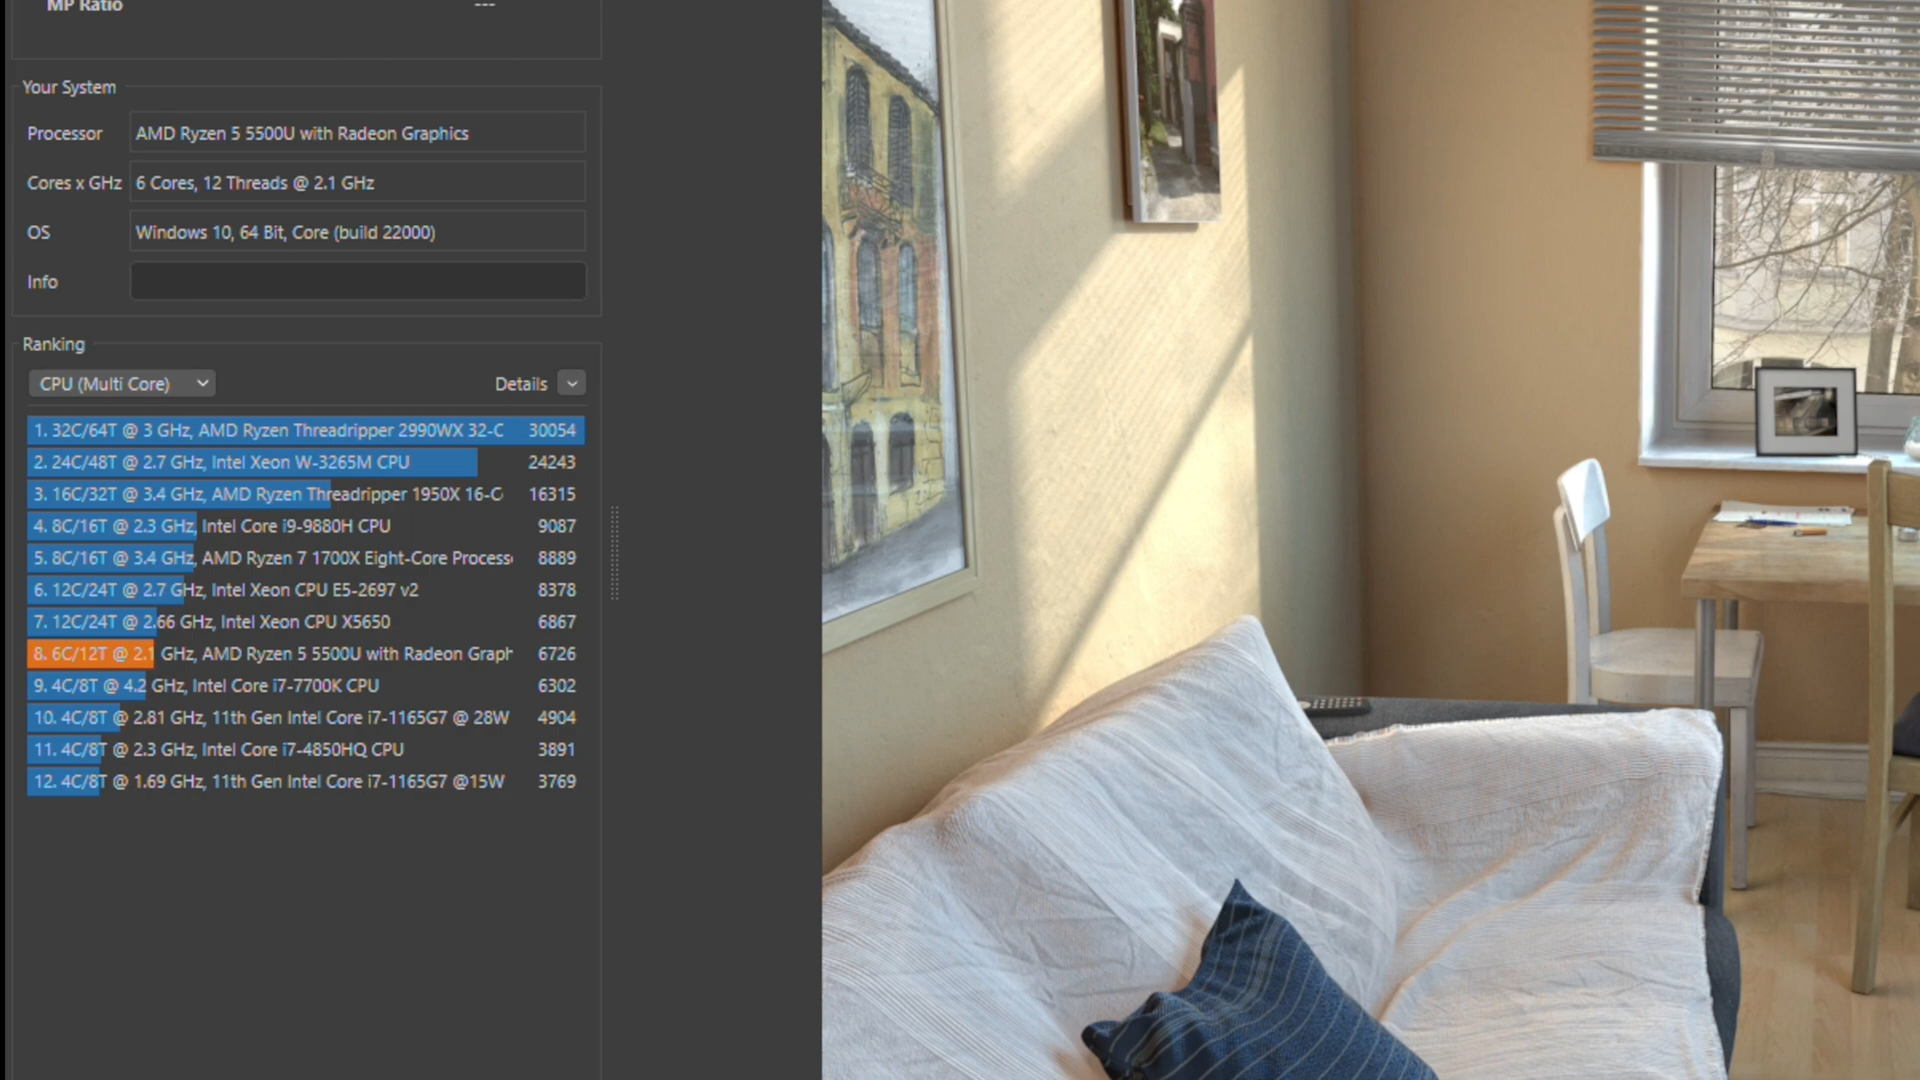 MP Ratio ---
Your System
Processor AMD Ryzen 5 5500U with Radeon Graphics
Cores x GHz 6 Cores, 12 Threads @ 2.1 GHz
OS Windows 10, 64 Bit, Core (build 22000)
Info
Ranking
CPU (Multi Core) Details
1. 32C/64T @ 3 GHz, AMD Ryzen Threadripper 2990WX 32-C 30054
2. 24C/48T @ 2.7 GHz, Intel Xeon W-3265M CPU 24243
3. 16C/32T @ 3.4 GHz, AMD Ryzen Threadripper 1950X 16-C 16315
4. 8C/16T @ 2.3 GHz, Intel Core i9-9880H CPU 9087
5. 8C/16T @ 3.4 GHz, AMD Ryzen 7 1700X Eight-Core Process 8889
6. 12C/24T @ 2.7 GHz, Intel Xeon CPU E5-2697 v2 8378
7. 12C/24T @ 2.66 GHz, Intel Xeon CPU X5650 6867
8. 6C/12T @ 2.1 GHz, AMD Ryzen 5 5500U with Radeon Graph 6726
9. 4C/8T @ 4.2 GHz, Intel Core i7-7700K CPU 6302
10. 4C/8T @ 2.81 GHz, 11th Gen Intel Core i7-1165G7 @ 28W 4904
11. 4C/8T @ 2.3 GHz, Intel Core i7-4850HQ CPU 3891
12. 4C/8T @ 1.69 GHz, 11th Gen Intel Core i7-1165G7 @15W 3769